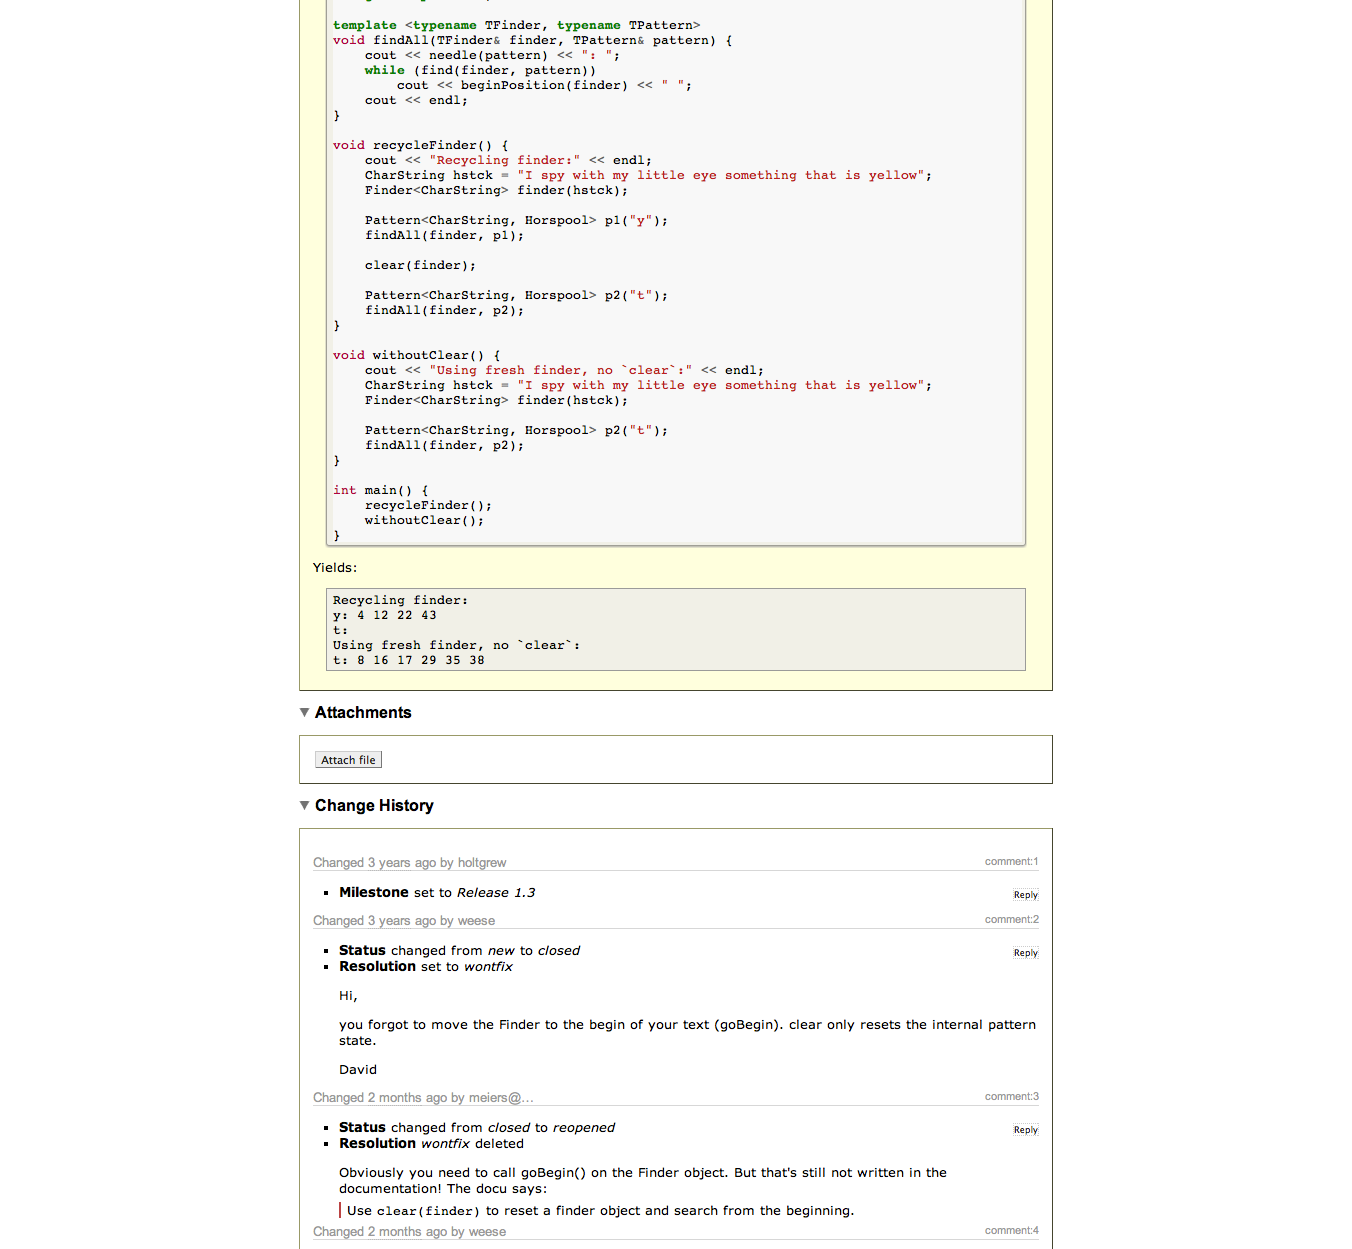 template <typename TFinder, typename TPattern>
void findAll(TFinder& finder, TPattern& pattern) {
    cout << needle(pattern) << ": ";
    while (find(finder, pattern))
        cout << beginPosition(finder) << " ";
    cout << endl;
}
void recycleFinder() {
    cout << "Recycling finder:" << endl;
    CharString hstck = "I spy with my little eye something that is yellow";
    Finder<CharString> finder(hstck);
    Pattern<CharString, Horspool> p1("y");
    findAll(finder, p1);
    clear(finder);
    Pattern<CharString, Horspool> p2("t");
    findAll(finder, p2);
}
void withoutClear() {
    cout << "Using fresh finder, no `clear`:" << endl;
    CharString hstck = "I spy with my little eye something that is yellow";
    Finder<CharString> finder(hstck);
    Pattern<CharString, Horspool> p2("t");
    findAll(finder, p2);
}
int main() {
    recycleFinder();
    withoutClear();
}
Yields:
Recycling finder:
y: 4 12 22 43
t:
Using fresh finder, no `clear`:
t: 8 16 17 29 35 38
▼ Attachments
Attach file
▼ Change History
Changed 3 years ago by holtgrew comment:1
▪ Milestone set to Release 1.3 Reply
Changed 3 years ago by weese comment:2
▪ Status changed from new to closed Reply
▪ Resolution set to wontfix
Hi,
you forgot to move the Finder to the begin of your text (goBegin). clear only resets the internal pattern
state.
David
Changed 2 months ago by meiers@… comment:3
▪ Status changed from closed to reopened Reply
▪ Resolution wontfix deleted
Obviously you need to call goBegin() on the Finder object. But that's still not written in the
documentation! The docu says:
Use clear(finder) to reset a finder object and search from the beginning.
Changed 2 months ago by weese comment:4